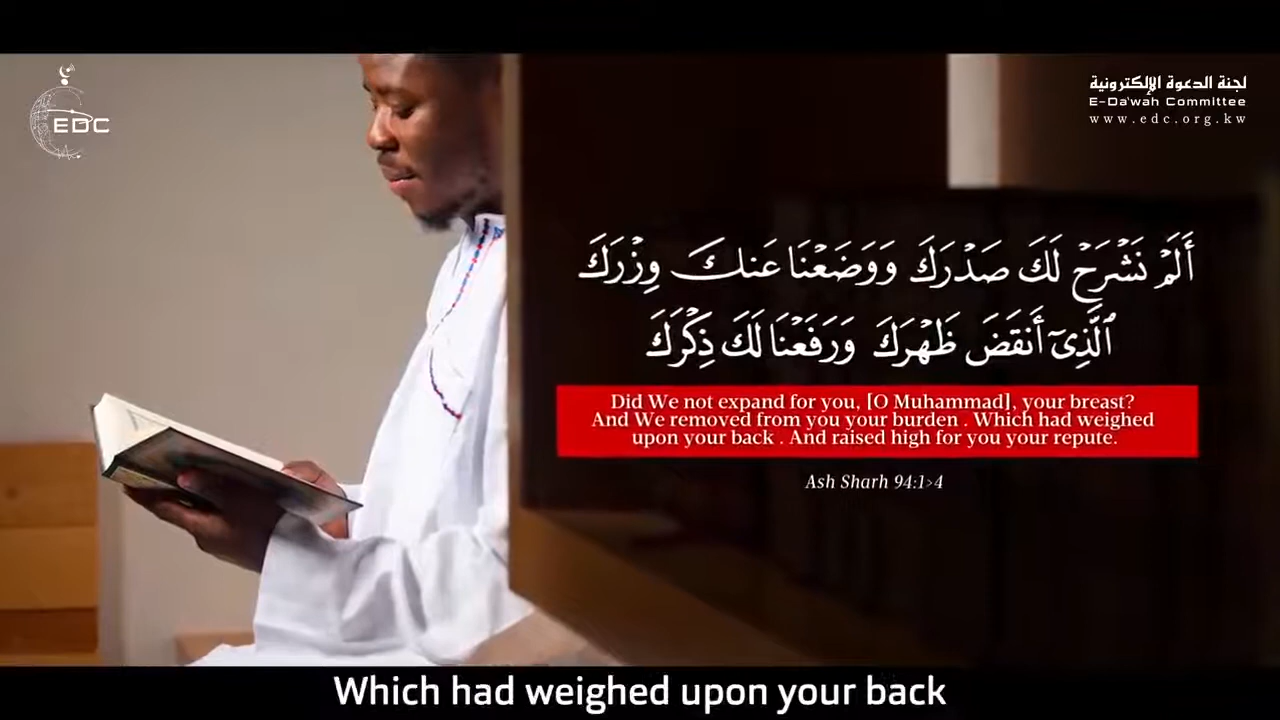 EDC
لجنة الدعوة الإلكترونية
E-Da'wah Committee
www.edc.org.kw
أَلَمْ نَشْرَحْ لَكَ صَدْرَكَ وَوَضَعْنَا عَنكَ وِزْرَكَ
ٱلَّذِىٓ أَنقَضَ ظَهْرَكَ وَرَفَعْنَا لَكَ ذِكْرَكَ
Did We not expand for you, [O Muhammad], your breast?
And We removed from you your burden . Which had weighed
upon your back . And raised high for you your repute.
Ash Sharh 94:1>4
Which had weighed upon your back